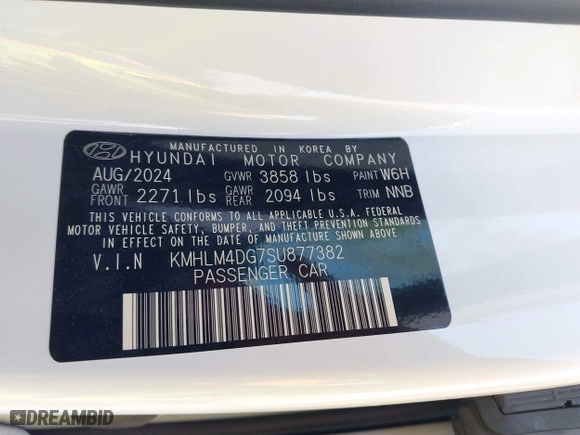 MANUFACTURED IN KOREA BY
HYUNDAI MOTOR COMPANY
AUG/2024 GVWR 3858 lbs PAINT W6H
GAWR FRONT 2271 lbs GAWR REAR 2094 lbs TRIM NNB
THIS VEHICLE CONFORMS TO ALL APPLICABLE U.S.A. FEDERAL
MOTOR VEHICLE SAFETY, BUMPER, AND THEFT PREVENTION STANDARDS
IN EFFECT ON THE DATE OF MANUFACTURE SHOWN ABOVE
V.I.N KMHLM4DG7SU877382
PASSENGER CAR
DREAMBID